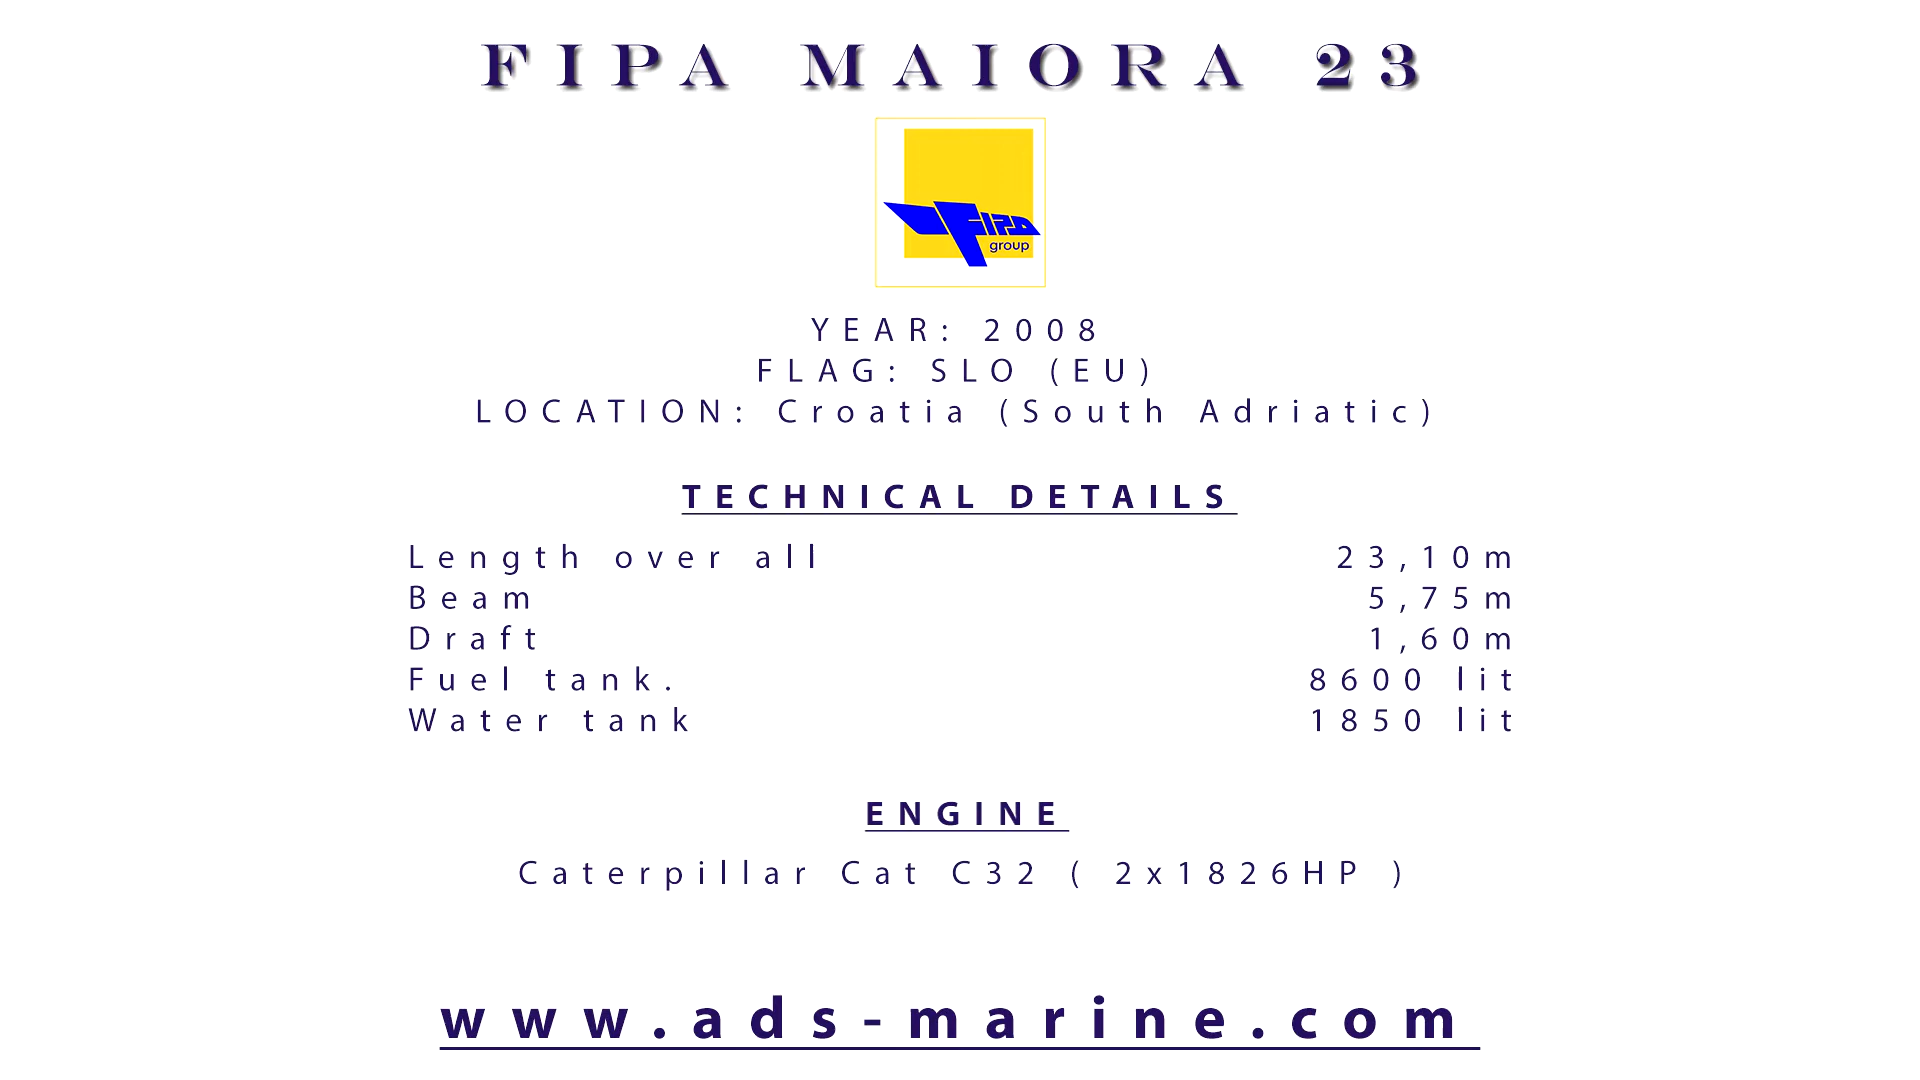 FIPA MAIORA 23
FIPA
group
YEAR: 2008
FLAG: SLO (EU)
LOCATION: Croatia (South Adriatic)
TECHNICAL DETAILS
Length over all 23,10m
Beam 5,75m
Draft 1,60m
Fuel tank. 8600 lit
Water tank 1850 lit
ENGINE
Caterpillar Cat C32 ( 2x1826HP )
www.ads-marine.com